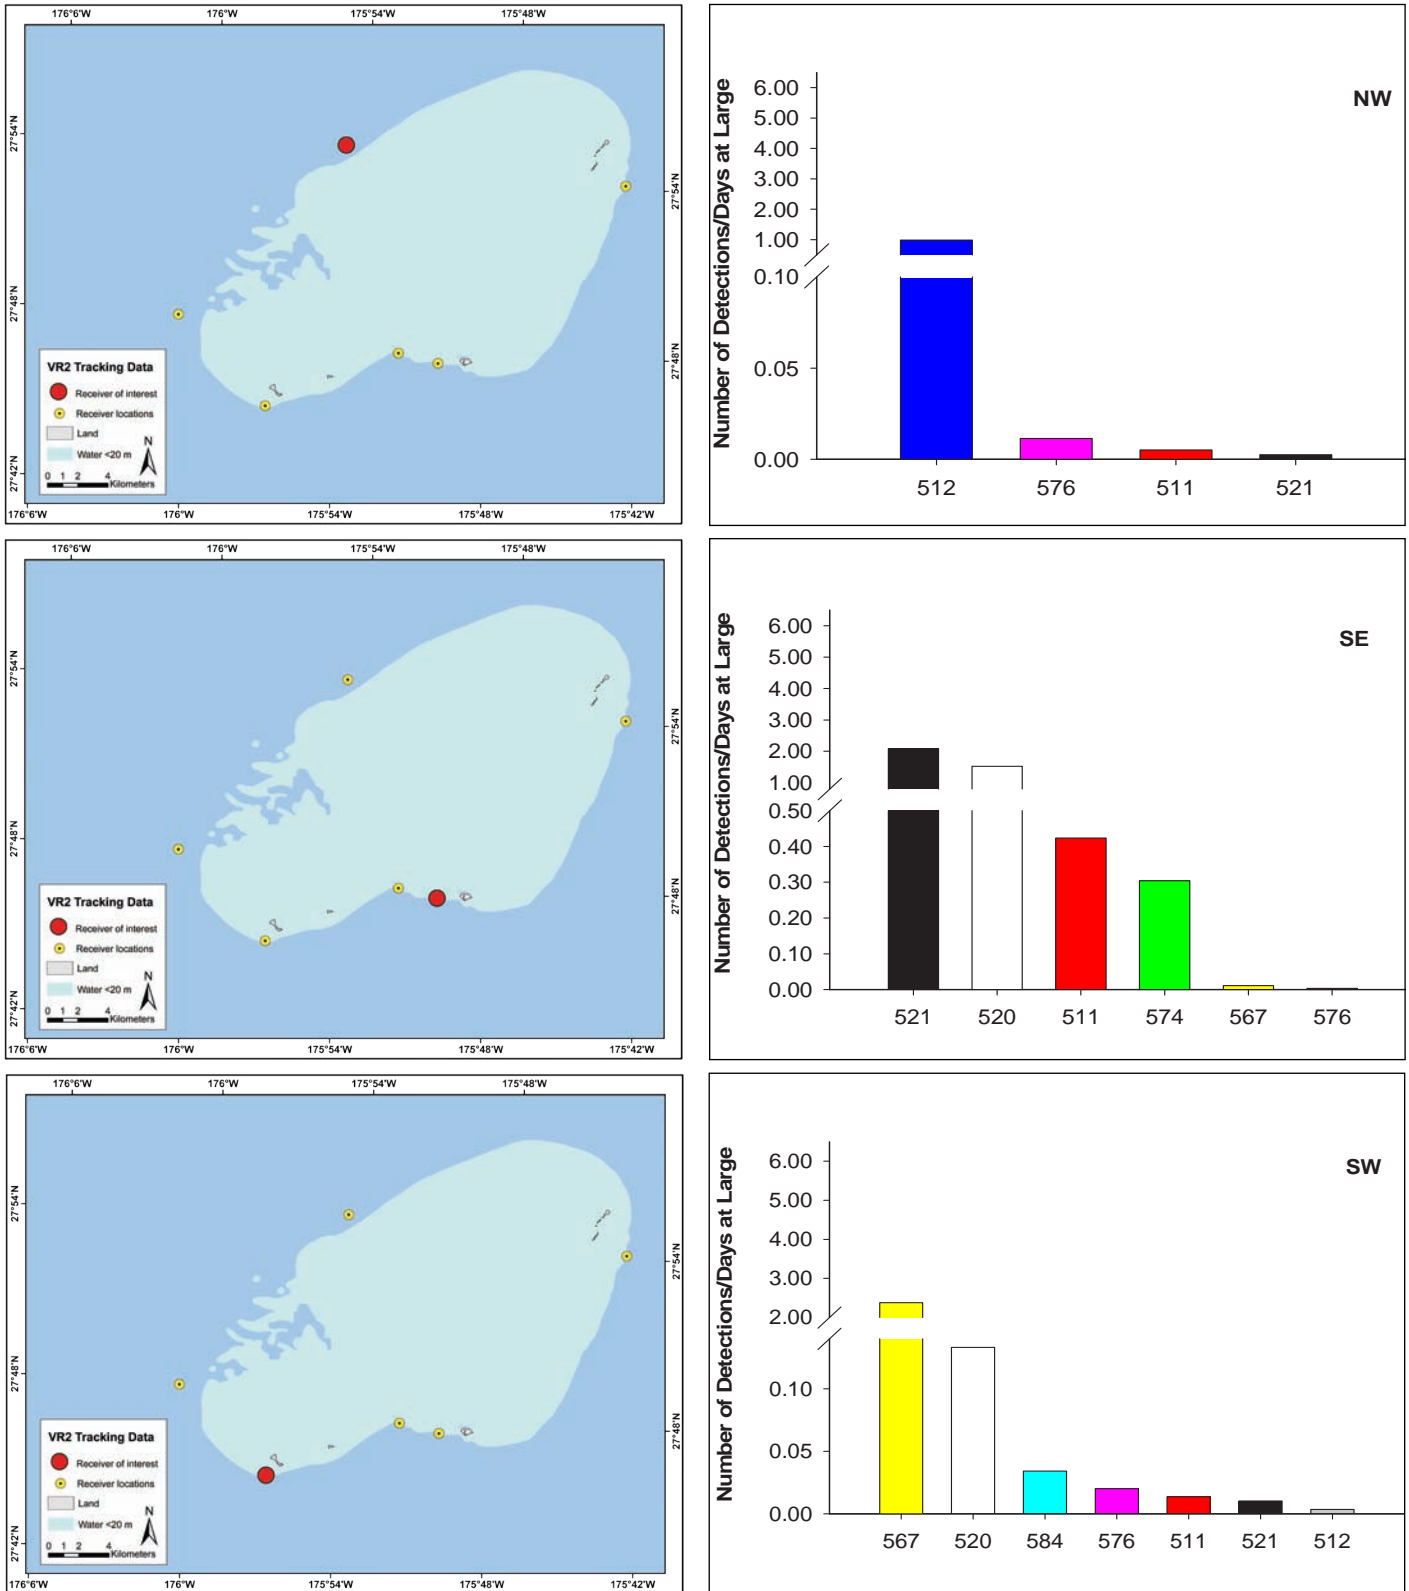 176°6'W 176°W 175°54'W 175°48'W
27°54'N
27°48'N
27°42'N
27°54'N
27°48'N
VR2 Tracking Data
Receiver of interest
Receiver locations
Land
Water <20 m
N
0 1 2 4
Kilometers
176°6'W 176°W 175°54'W 175°48'W 175°42'W
Number of Detections/Days at Large
NW
6.00
5.00
4.00
3.00
2.00
1.00
0.10
0.05
0.00
512 576 511 521
176°6'W 176°W 175°54'W 175°48'W
27°54'N
27°48'N
27°42'N
27°54'N
27°48'N
VR2 Tracking Data
Receiver of interest
Receiver locations
Land
Water <20 m
N
0 1 2 4
Kilometers
176°6'W 176°W 175°54'W 175°48'W 175°42'W
Number of Detections/Days at Large
SE
6.00
5.00
4.00
3.00
2.00
1.00
0.50
0.40
0.30
0.20
0.10
0.00
521 520 511 574 567 576
176°6'W 176°W 175°54'W 175°48'W
27°54'N
27°48'N
27°42'N
27°54'N
27°48'N
VR2 Tracking Data
Receiver of interest
Receiver locations
Land
Water <20 m
N
0 1 2 4
Kilometers
176°6'W 176°W 175°54'W 175°48'W 175°42'W
Number of Detections/Days at Large
SW
6.00
5.00
4.00
3.00
2.00
0.10
0.05
0.00
567 520 584 576 511 521 512